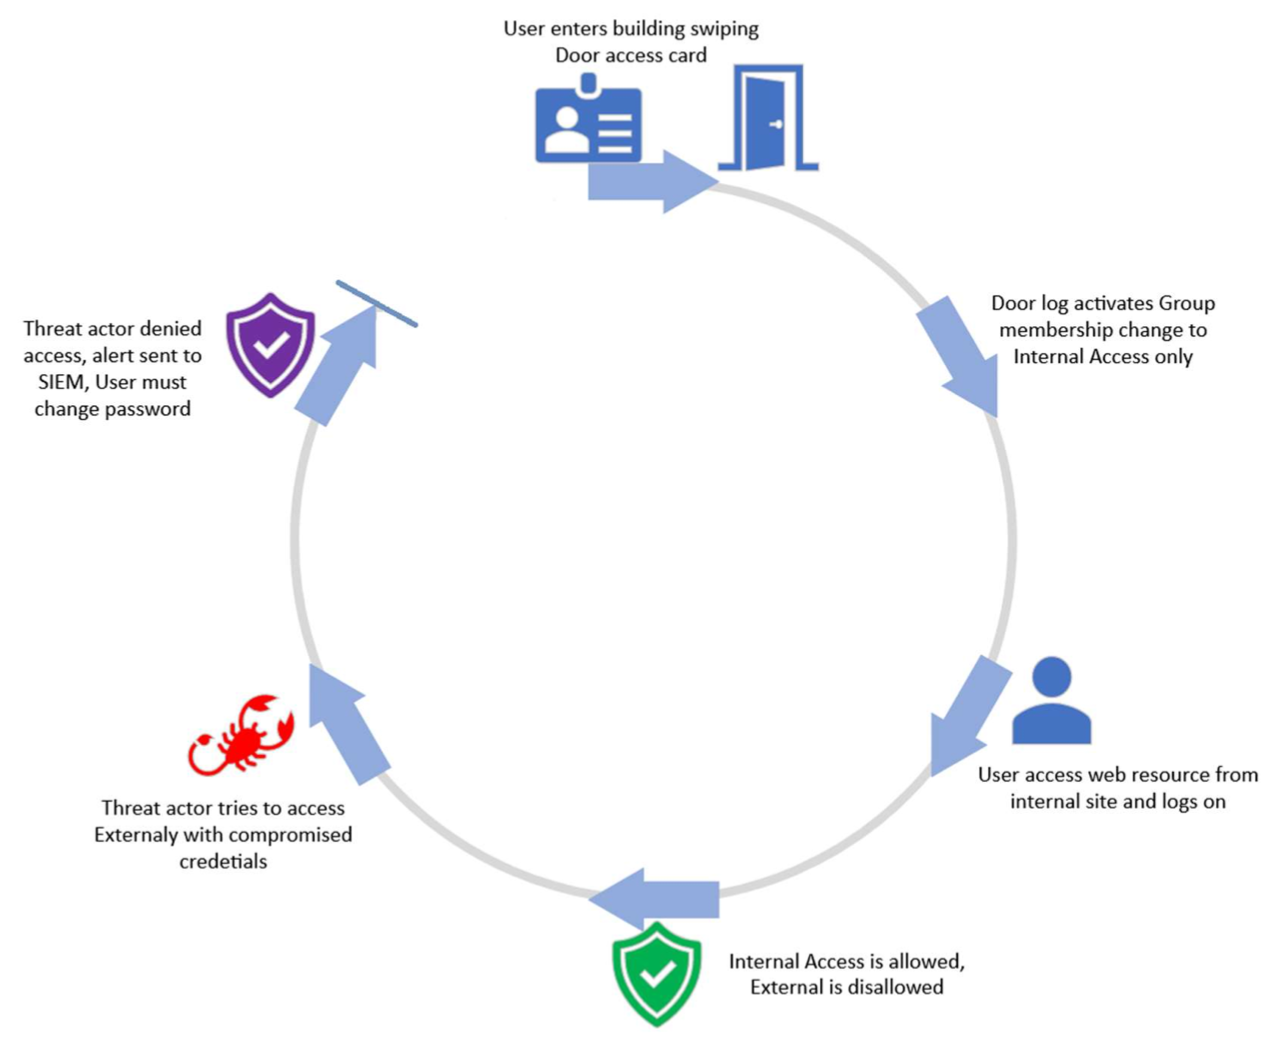 User enters building swiping
Door access card
Door log activates Group
membership change to
Internal Access only
User access web resource from
internal site and logs on
Internal Access is allowed,
External is disallowed
Threat actor tries to access
Externaly with compromised
credetials
Threat actor denied
access, alert sent to
SIEM, User must
change password